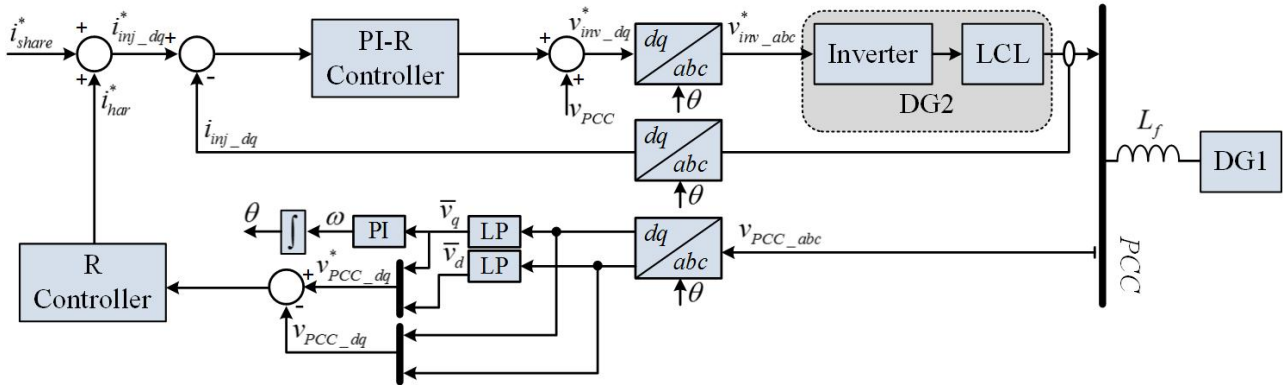 i*share
+
+
i*inj_dq
+
-
PI-R
Controller
+
+
v*inv_dq
vPCC
dq
abc
θ
v*inv_abc
Inverter
LCL
DG2
Lf
DG1
i*har
iinj_dq
dq
abc
θ
θ
∫
ω
PI
v̅q
LP
v̅d
LP
dq
abc
θ
vPCC_abc
PCC
R
Controller
+
-
v*PCC_dq
vPCC_dq